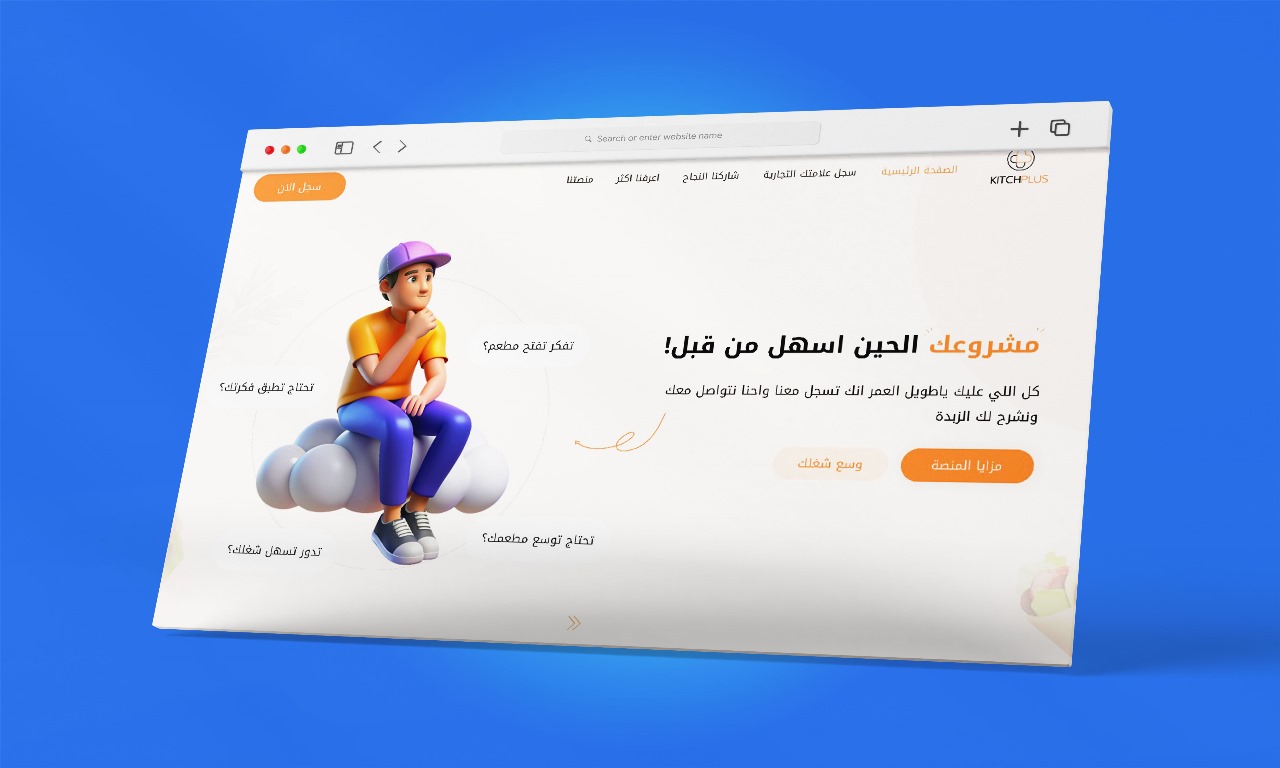 Search or enter website name
KITCHPLUS
الصفحة الرئيسية
سجل علامتك التجارية
شاركنا النجاح
اعرفنا اكثر
منصتنا
سجل الآن
مشروعك الحين اسهل من قبل!
كل اللي عليك ياطويل العمر انك تسجل معنا واحنا نتواصل معك
ونشرح لك الزبدة
مزايا المنصة
وسع شغلك
تفكر تفتح مطعم؟
تحتاج تطبق فكرتك؟
تحتاج توسع مطعمك؟
تدور تسهل شغلك؟